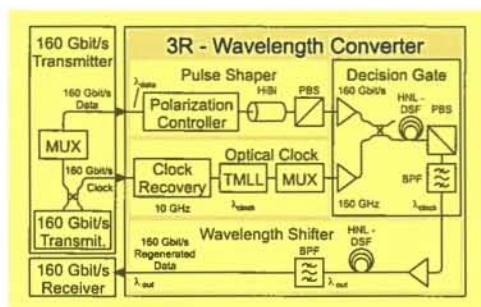 160 Gbit/s
Transmitter
3R - Wavelength Converter
Pulse Shaper
Decision Gate
λdata
160 Gbit/s
Data
Polarization
Controller
HiBi
PBS
160 Gbit/s
HNL -
DSF
PBS
MUX
160 Gbit/s
Clock
Optical Clock
Clock
Recovery
TMLL
MUX
BPF
10 GHz
λclock
160 GHz
λclock
160 Gbit/s
Transmit.
Wavelength Shifter
160 Gbit/s
Regenerated
Data
BPF
HNL -
DSF
160 Gbit/s
Receiver
λout
λout